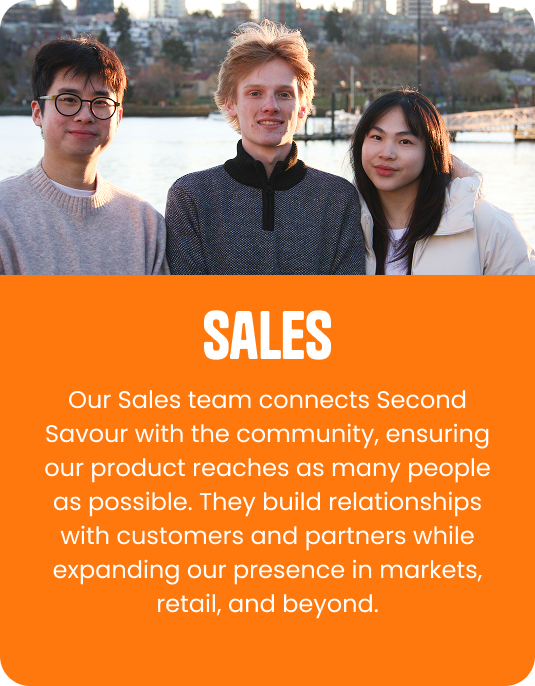 SALES
Our Sales team connects Second
Savour with the community, ensuring
our product reaches as many people
as possible. They build relationships
with customers and partners while
expanding our presence in markets,
retail, and beyond.